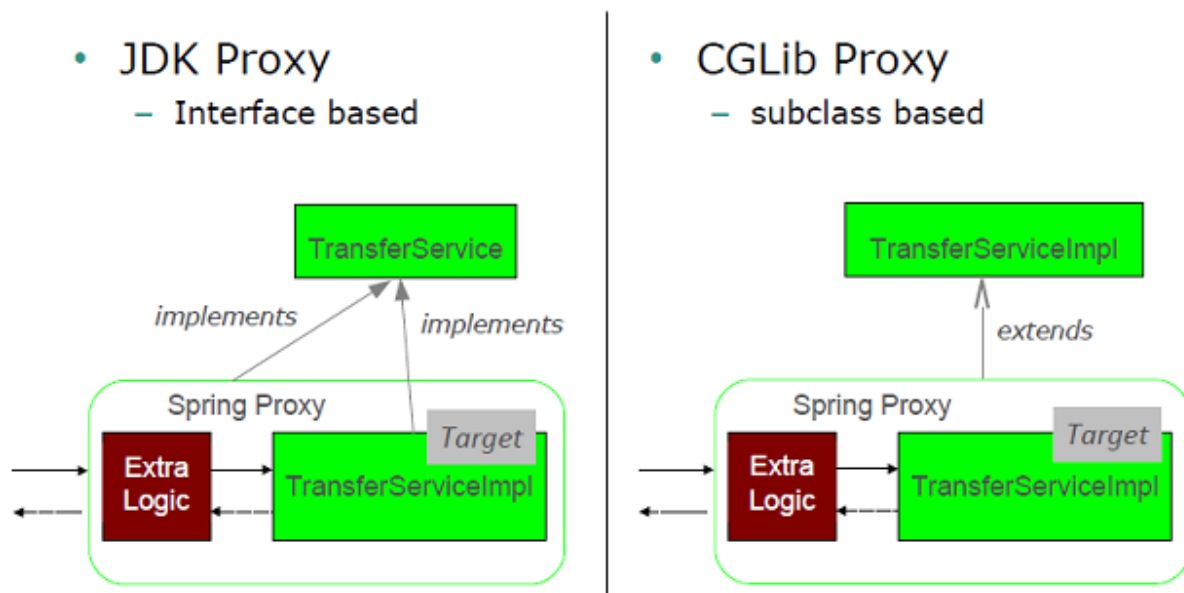 • JDK Proxy
– Interface based
TransferService
implements
implements
Spring Proxy
Target
Extra
Logic
TransferServiceImpl
• CGLib Proxy
– subclass based
TransferServiceImpl
extends
Spring Proxy
Target
Extra
Logic
TransferServiceImpl